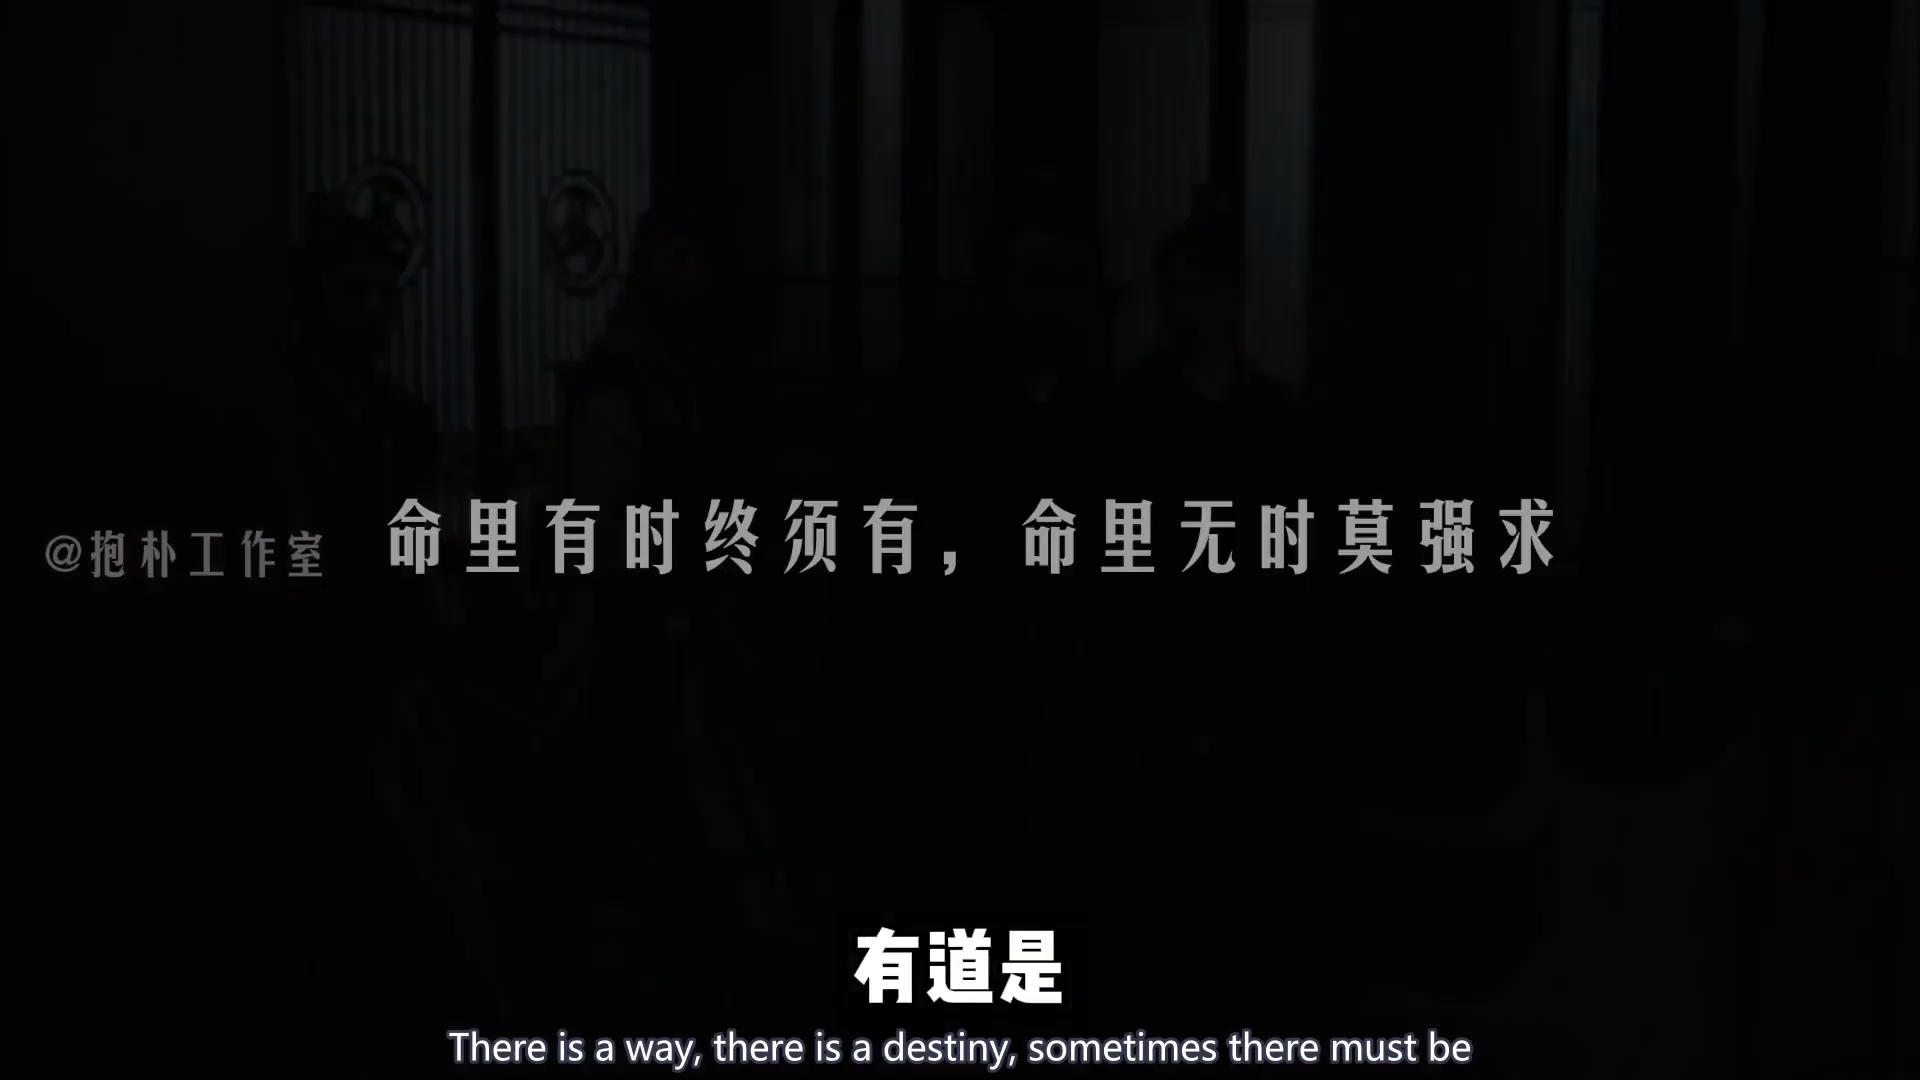 命里有时终须有，命里无时莫强求
@抱朴工作室
有道是
There is a way, there is a destiny, sometimes there must be